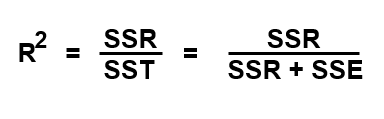 R² = SSR / SST = SSR / SSR + SSE